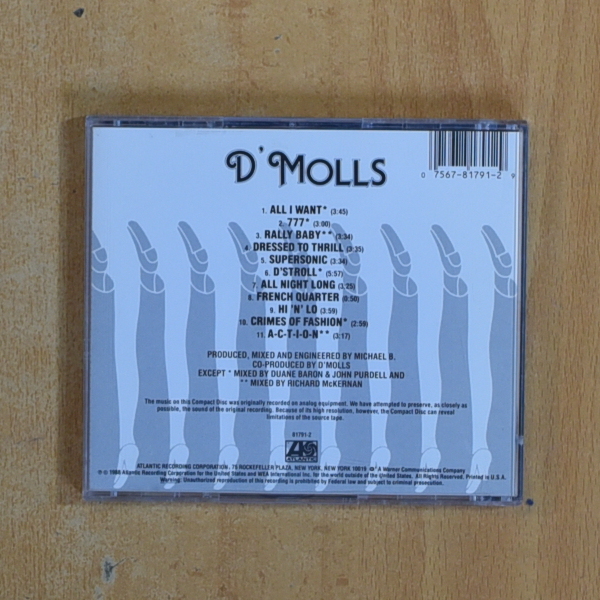 D'MOLLS
0 7567-81791-2 9
1. ALL I WANT* (3:45)
2. 777* (3:00)
3. RALLY BABY** (3:34)
4. DRESSED TO THRILL (3:35)
5. SUPERSONIC (3:34)
6. D'STROLL* (5:57)
7. ALL NIGHT LONG (3:25)
8. FRENCH QUARTER (0:50)
9. HI 'N' LO (3:59)
10. CRIMES OF FASHION* (2:59)
11. A-C-T-I-O-N** (3:17)
PRODUCED, MIXED AND ENGINEERED BY MICHAEL B.
CO-PRODUCED BY D'MOLLS
EXCEPT * MIXED BY DUANE BARON & JOHN PURDELL AND
** MIXED BY RICHARD McKERNAN
The music on this Compact Disc was originally recorded on analog equipment. We have attempted to preserve, as closely as
possible, the sound of the original recording. Because of its high resolution, however, the Compact Disc can reveal
limitations of the source tape.
81791-2
ATLANTIC
ATLANTIC RECORDING CORPORATION, 75 ROCKEFELLER PLAZA, NEW YORK, NEW YORK 10019 A Warner Communications Company
℗ © 1988 Atlantic Recording Corporation for the United States and WEA International Inc. for the world outside of the United States. All Rights Reserved. Printed in U.S.A.
Warning: Unauthorized reproduction of this recording is prohibited by Federal law and subject to criminal prosecution.